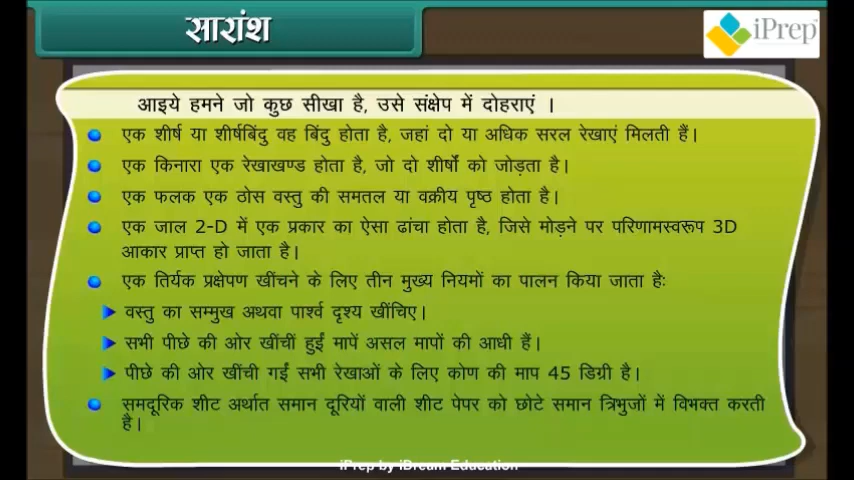 सारांश
iPrep
आइये हमने जो कुछ सीखा है, उसे संक्षेप में दोहराएं ।
एक शीर्ष या शीर्षबिंदु वह बिंदु होता है, जहां दो या अधिक सरल रेखाएं मिलती हैं।
एक किनारा एक रेखाखण्ड होता है, जो दो शीर्षों को जोड़ता है।
एक फलक एक ठोस वस्तु की समतल या वक्रीय पृष्ठ होता है।
एक जाल 2-D में एक प्रकार का ऐसा ढांचा होता है, जिसे मोड़ने पर परिणामस्वरूप 3D
आकार प्राप्त हो जाता है।
एक तिर्यक प्रक्षेपण खींचने के लिए तीन मुख्य नियमों का पालन किया जाता हैः
वस्तु का सम्मुख अथवा पार्श्व दृश्य खींचिए।
सभी पीछे की ओर खींचीं हुईं मापें असल मापों की आधी हैं।
पीछे की ओर खींची गईं सभी रेखाओं के लिए कोण की माप 45 डिग्री है।
समदूरिक शीट अर्थात समान दूरियों वाली शीट पेपर को छोटे समान त्रिभुजों में विभक्त करती
है।
iPrep by iDream Education